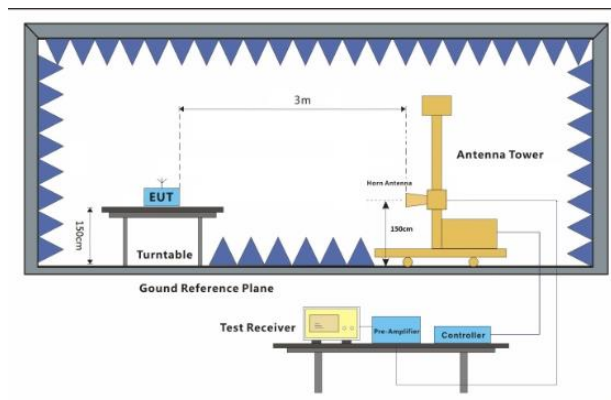 3m
Antenna Tower
Horn Antenna
EUT
150cm
150cm
Turntable
Gound Reference Plane
Test Receiver
Pre-Amplifier
Controller